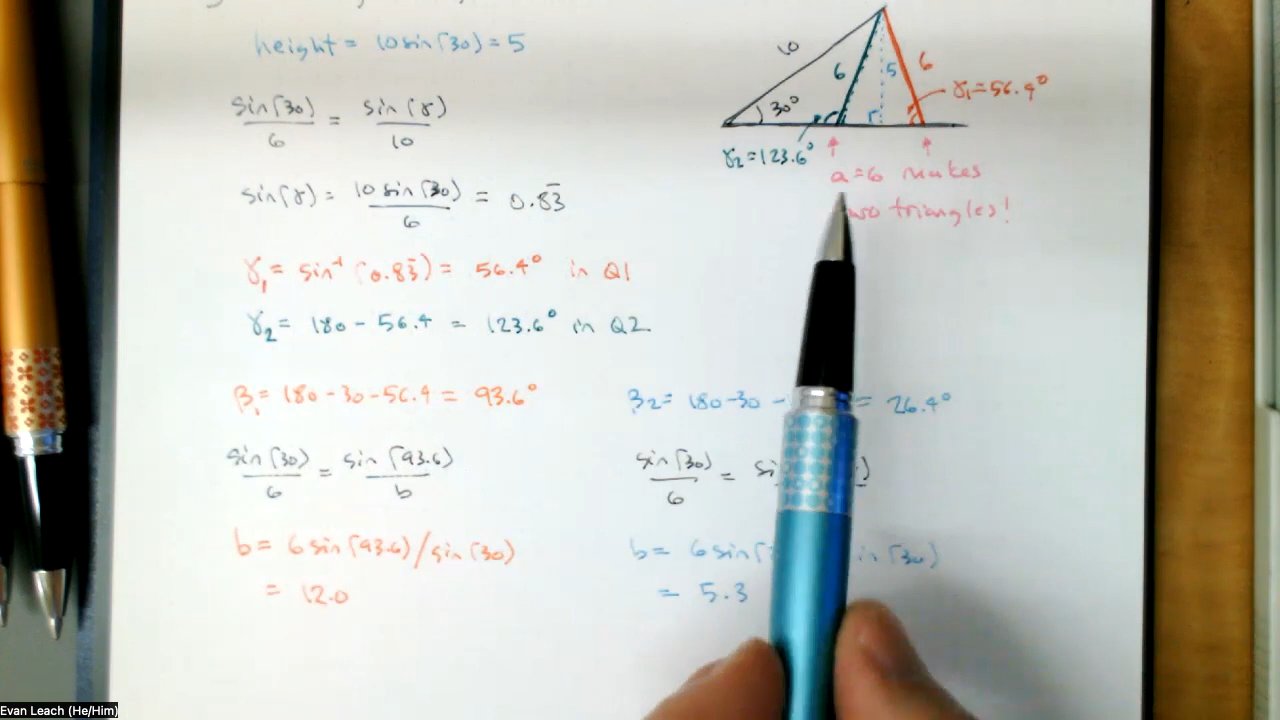 height = 10 sin(30) = 5
sin(30)/6 = sin(γ)/10
sin(γ) = 10 sin(30)/6 = 0.83̅
γ₁ = sin⁻¹(0.83̅) = 56.4° in Q1
γ₂ = 180 - 56.4 = 123.6° in Q2
β₁ = 180 - 30 - 56.4 = 93.6°
sin(30)/6 = sin(93.6)/b
b = 6 sin(93.6)/sin(30)
= 12.0
10
6
5
6
30°
γ₁ = 56.4°
γ₂ = 123.6°
a = 6 makes
triangles!
β₂ = 180 - 30 - = 26.4°
sin(30)/6 =
b = 6 sin( in(30)
= 5.3
Evan Leach (He/Him)